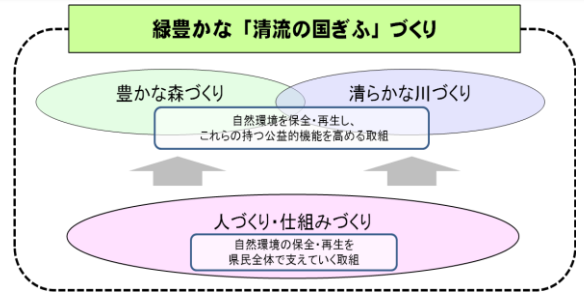 緑豊かな「清流の国ぎふ」づくり
豊かな森づくり
清らかな川づくり
自然環境を保全・再生し、
これらの持つ公益的機能を高める取組
人づくり・仕組みづくり
自然環境の保全・再生を
県民全体で支えていく取組